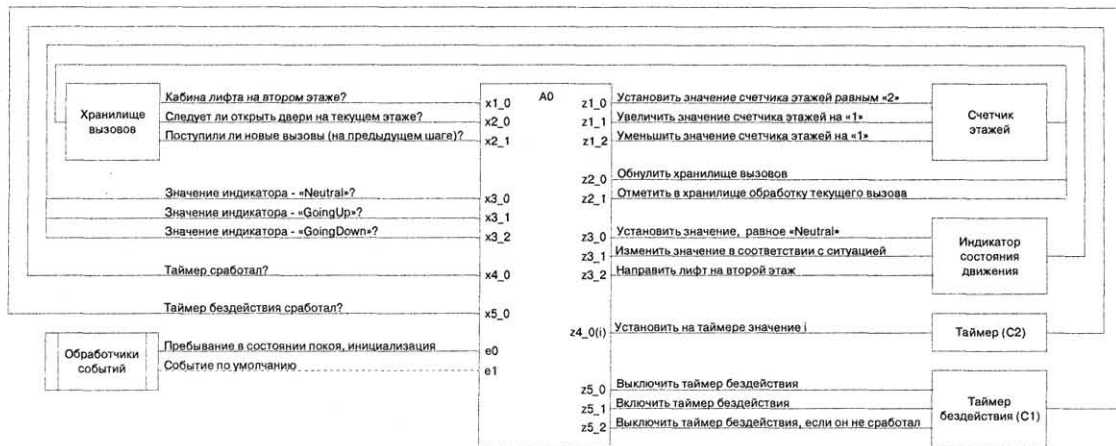 Хранилище
вызовов
Кабина лифта на втором этаже?
Следует ли открыть двери на текущем этаже?
Поступили ли новые вызовы (на предыдущем шаге)?
Значение индикатора - «Neutral»?
Значение индикатора - «GoingUp»?
Значение индикатора - «GoingDown»?
Таймер сработал?
Таймер бездействия сработал?
Обработчики
событий
Пребывание в состоянии покоя, инициализация
Событие по умолчанию
A0
x1_0
x2_0
x2_1
x3_0
x3_1
x3_2
x4_0
x5_0
e0
e1
z1_0 Установить значение счетчика этажей равным «2»
z1_1 Увеличить значение счетчика этажей на «1»
z1_2 Уменьшить значение счетчика этажей на «1»
z2_0 Обнулить хранилище вызовов
z2_1 Отметить в хранилище обработку текущего вызова
z3_0 Установить значение, равное «Neutral»
z3_1 Изменить значение в соответствии с ситуацией
z3_2 Направить лифт на второй этаж
z4_0(i) Установить на таймере значение i
z5_0 Выключить таймер бездействия
z5_1 Включить таймер бездействия
z5_2 Выключить таймер бездействия, если он не сработал
Счетчик
этажей
Индикатор
состояния
движения
Таймер (C2)
Таймер
бездействия (C1)